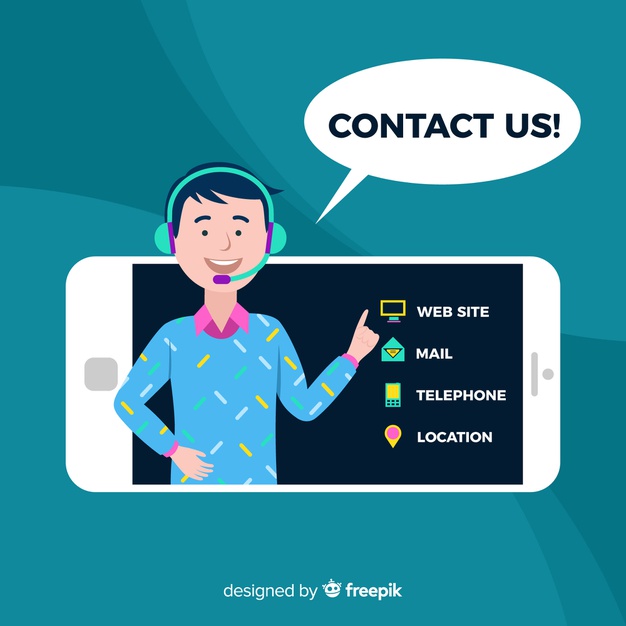 CONTACT US!
WEB SITE
MAIL
TELEPHONE
LOCATION
designed by freepik